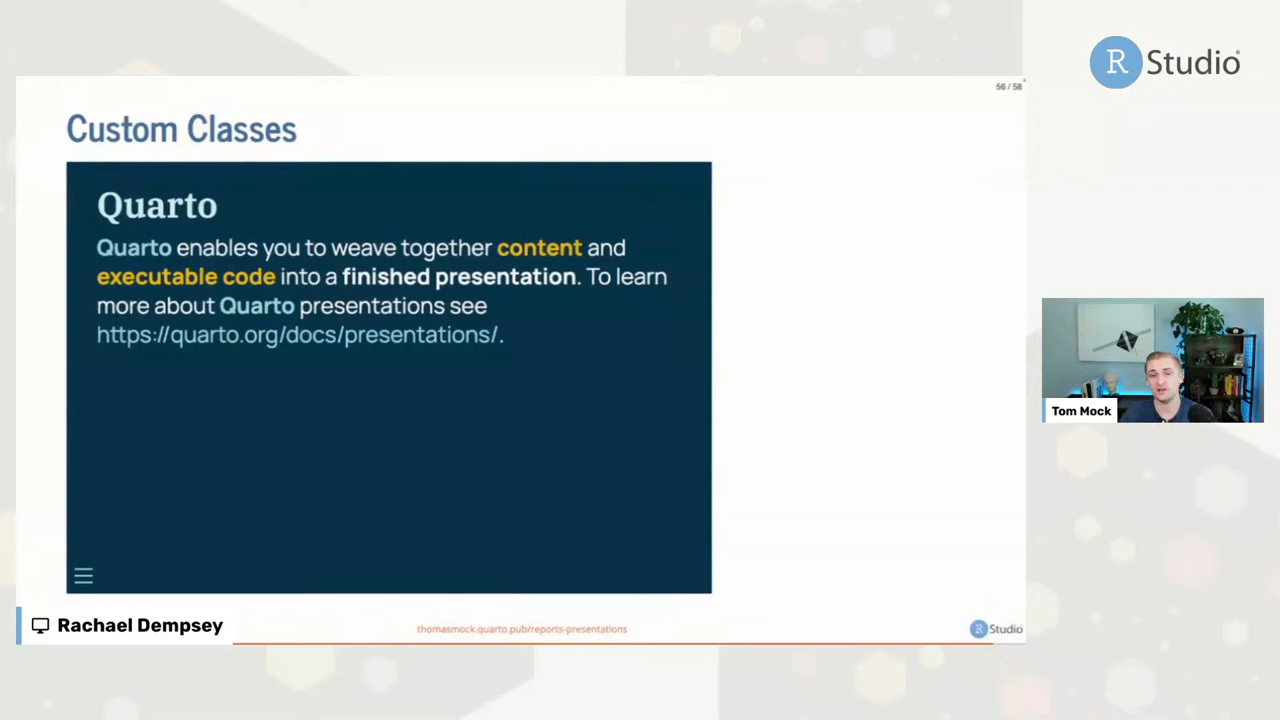 R Studio
56 / 58
Custom Classes
Quarto
Quarto enables you to weave together content and
executable code into a finished presentation. To learn
more about Quarto presentations see
https://quarto.org/docs/presentations/.
Tom Mock
Rachael Dempsey
thomasmock.quarto.pub/reports-presentations
R Studio